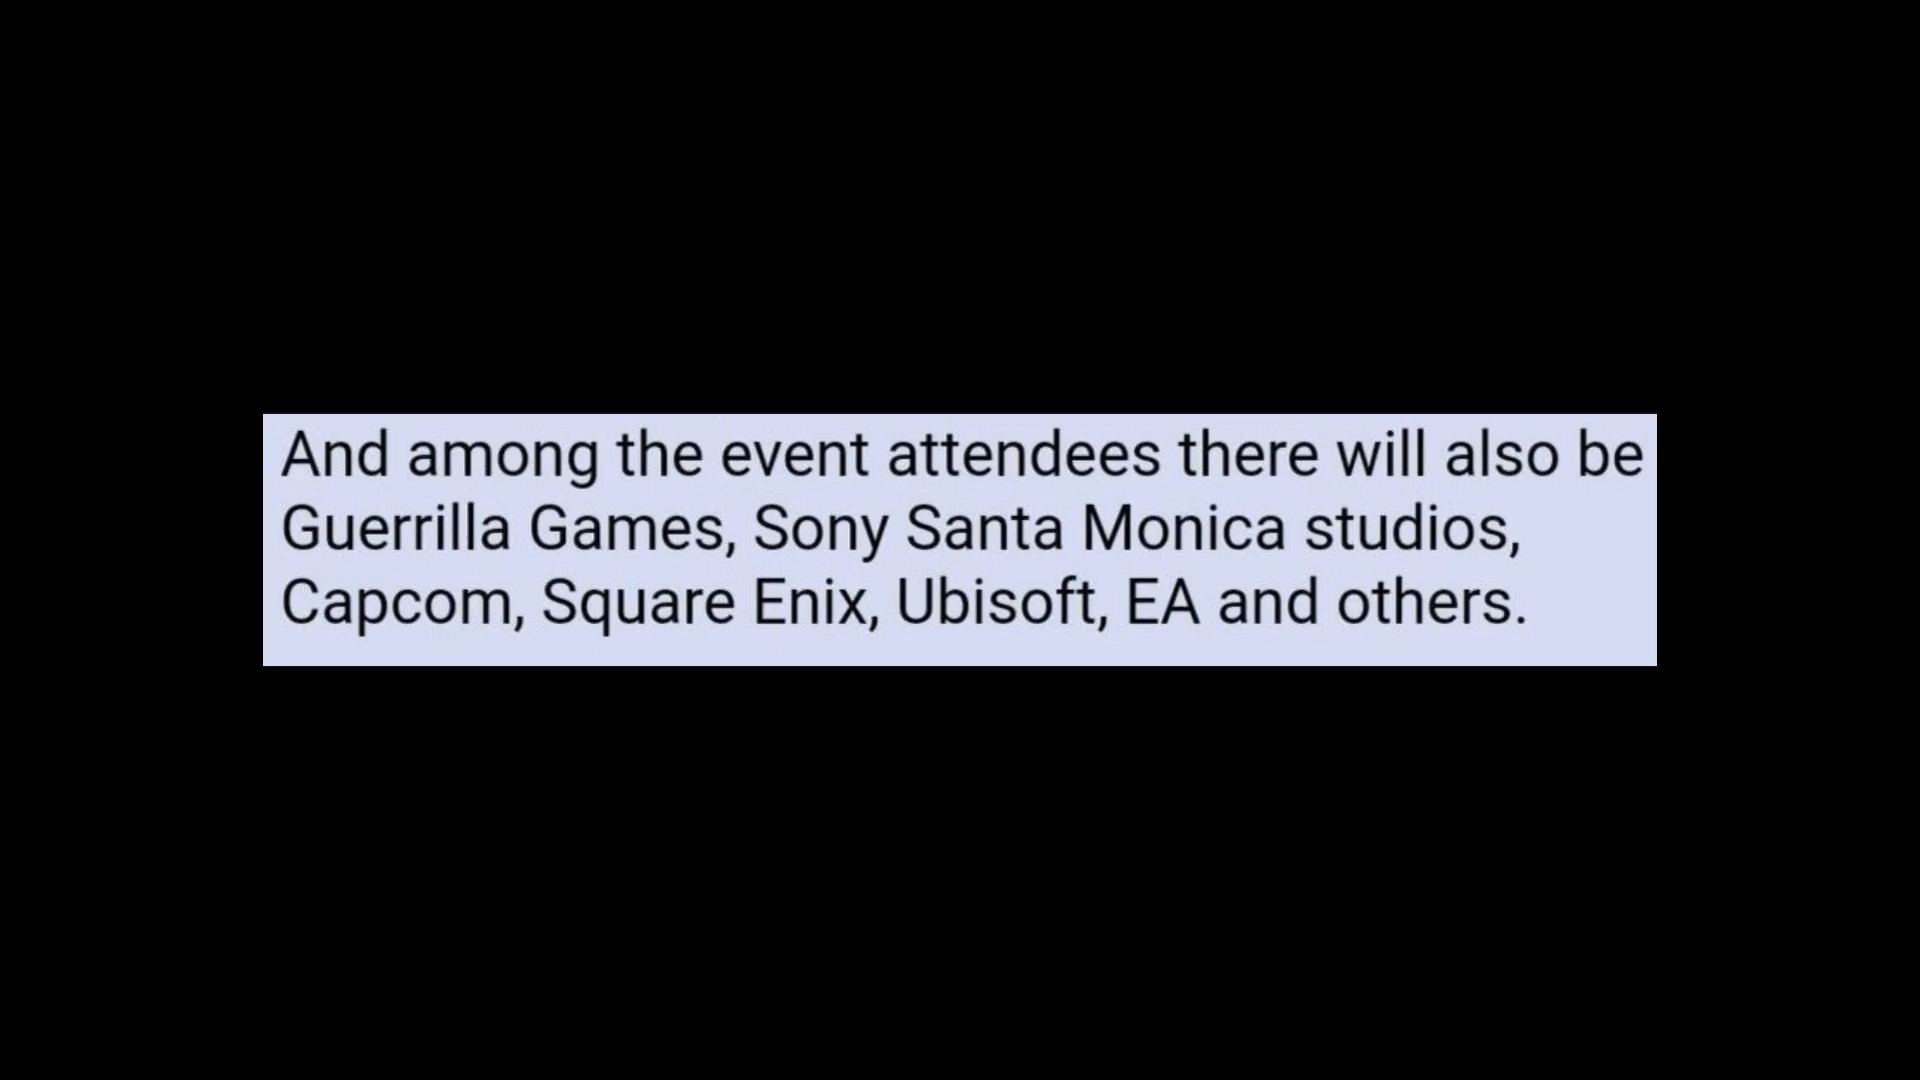 And among the event attendees there will also be
Guerrilla Games, Sony Santa Monica studios,
Capcom, Square Enix, Ubisoft, EA and others.